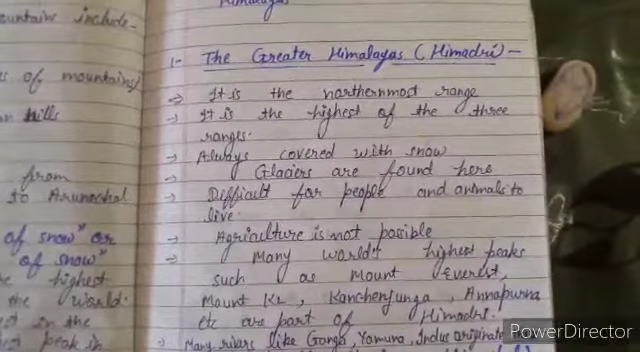 Himalayas
ountain include-
1- The Greater Himalayas (Himadri) -
s of mountains/
⇒ It is the northernmost range
hills
→ It is the highest of the three
ranges.
→ Always covered with snow
from
→ Glaciers are found here
to Arunachal
→ Difficult for people and animals to
live.
of snow" or
→ Agriculture is not possible
of snow"
⇒ Many world's highest peaks
highest
such as Mount Everest,
the world.
Mount K2, Kanchenjunga, Annapurna
in the
etc are part of Himadri.
peak in
→ Many rivers like Ganga, Yamuna, Indus originate
PowerDirector